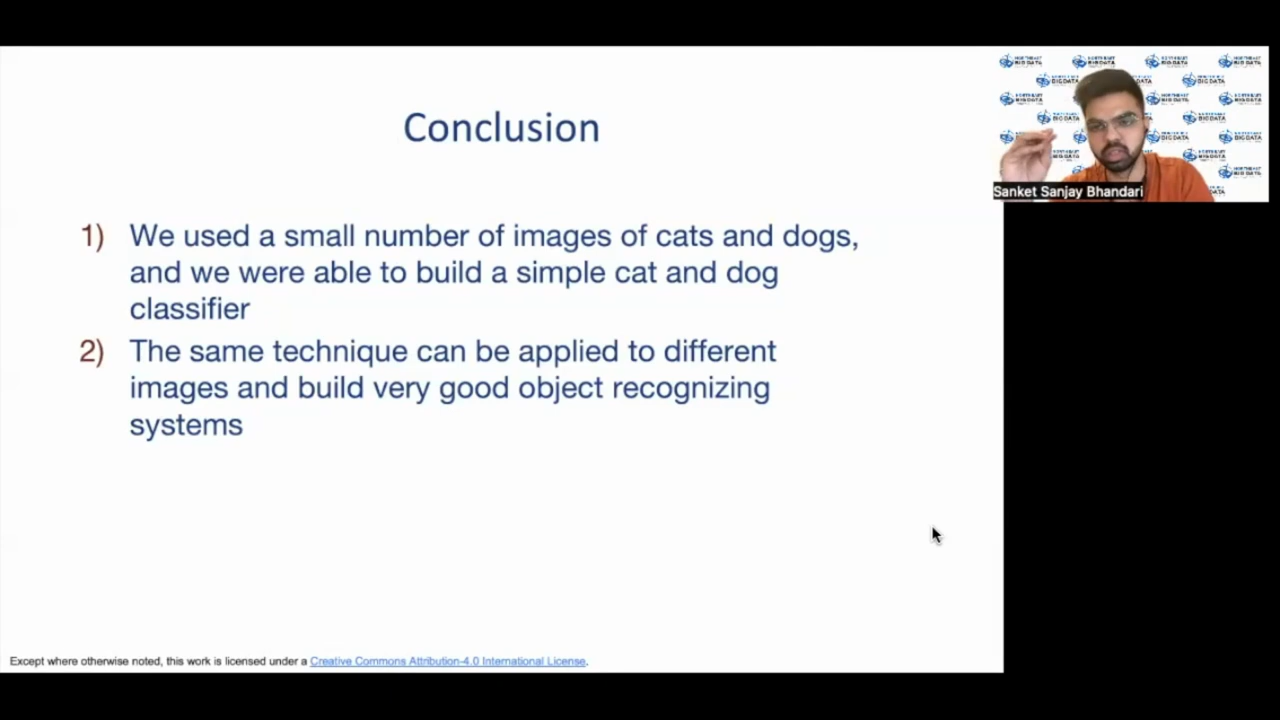 Conclusion
1) We used a small number of images of cats and dogs,
and we were able to build a simple cat and dog
classifier
2) The same technique can be applied to different
images and build very good object recognizing
systems
Except where otherwise noted, this work is licensed under a Creative Commons Attribution-4.0 International License.
NORTHEAST
BIG DATA
Sanket Sanjay Bhandari